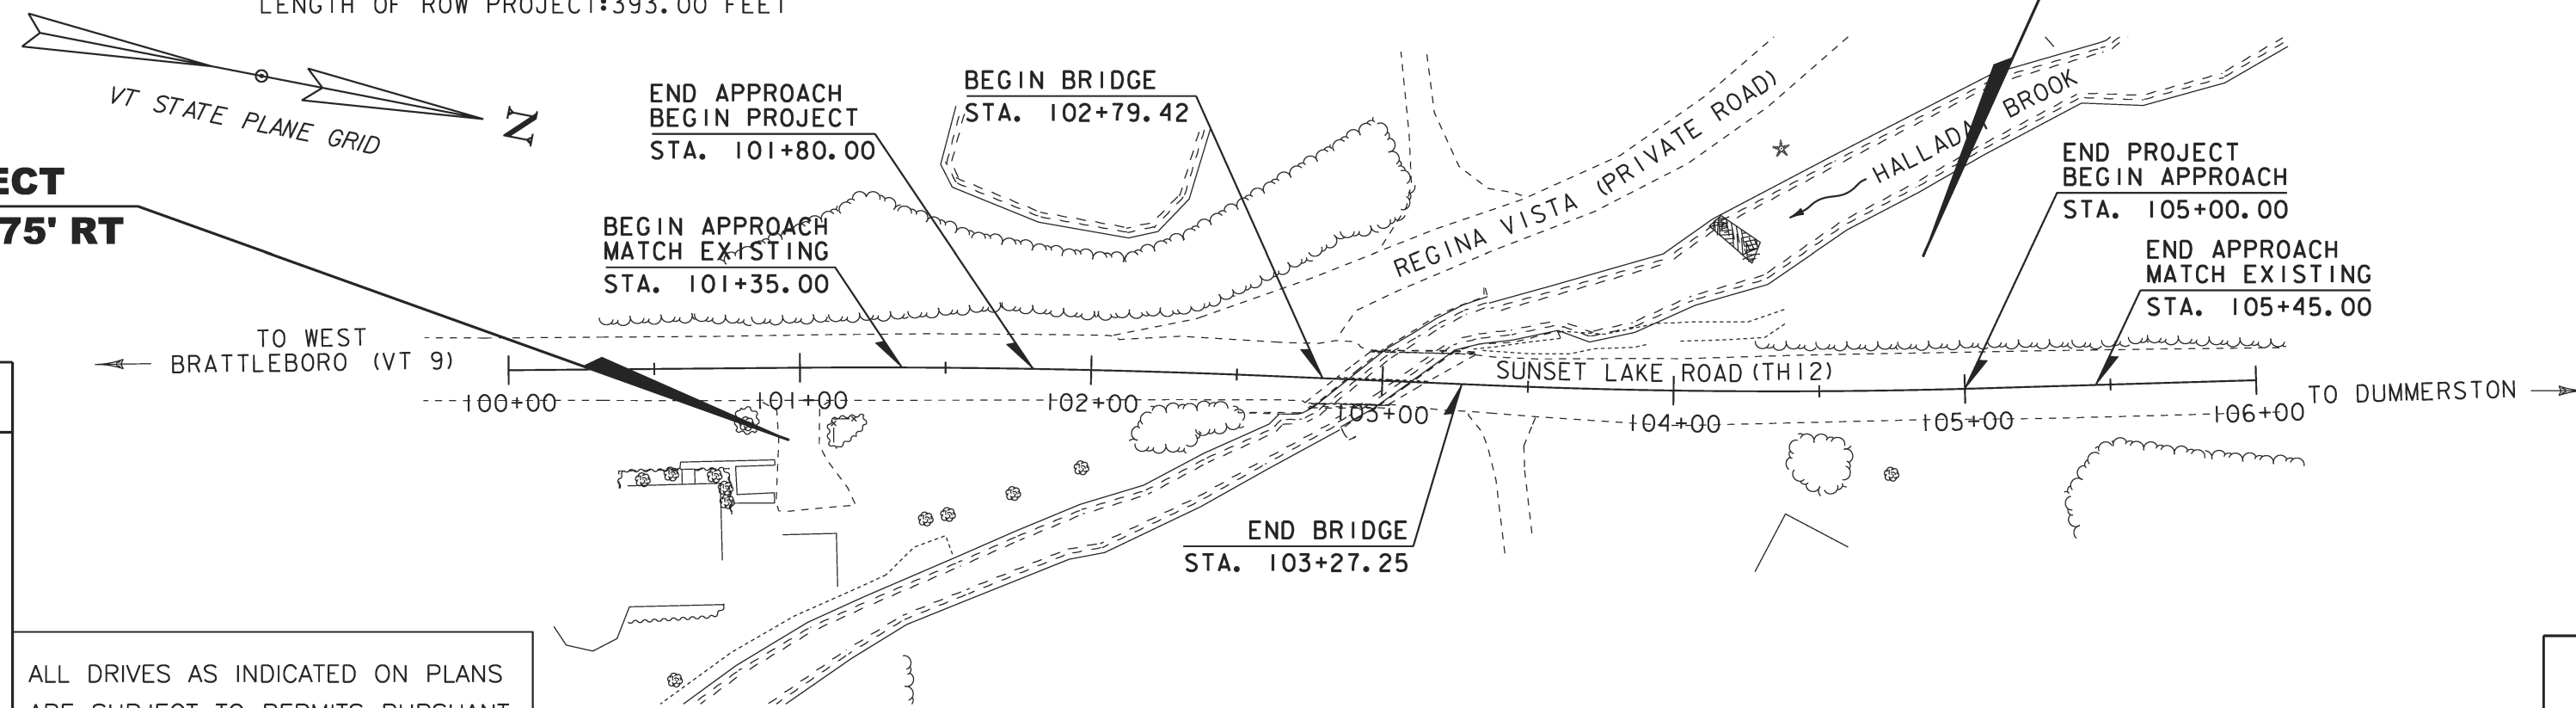 LENGTH OF ROW PROJECT:393.00 FEET
VT STATE PLANE GRID
N
ECT
75' RT
END APPROACH
BEGIN PROJECT
STA. 101+80.00
BEGIN BRIDGE
STA. 102+79.42
BEGIN APPROACH
MATCH EXISTING
STA. 101+35.00
REGINA VISTA (PRIVATE ROAD)
HALLADAY BROOK
END PROJECT
BEGIN APPROACH
STA. 105+00.00
END APPROACH
MATCH EXISTING
STA. 105+45.00
TO WEST
BRATTLEBORO (VT 9)
SUNSET LAKE ROAD (TH12)
TO DUMMERSTON
100+00
101+00
102+00
103+00
104+00
105+00
106+00
END BRIDGE
STA. 103+27.25
ALL DRIVES AS INDICATED ON PLANS
ARE SUBJECT TO PERMITS PURSUANT